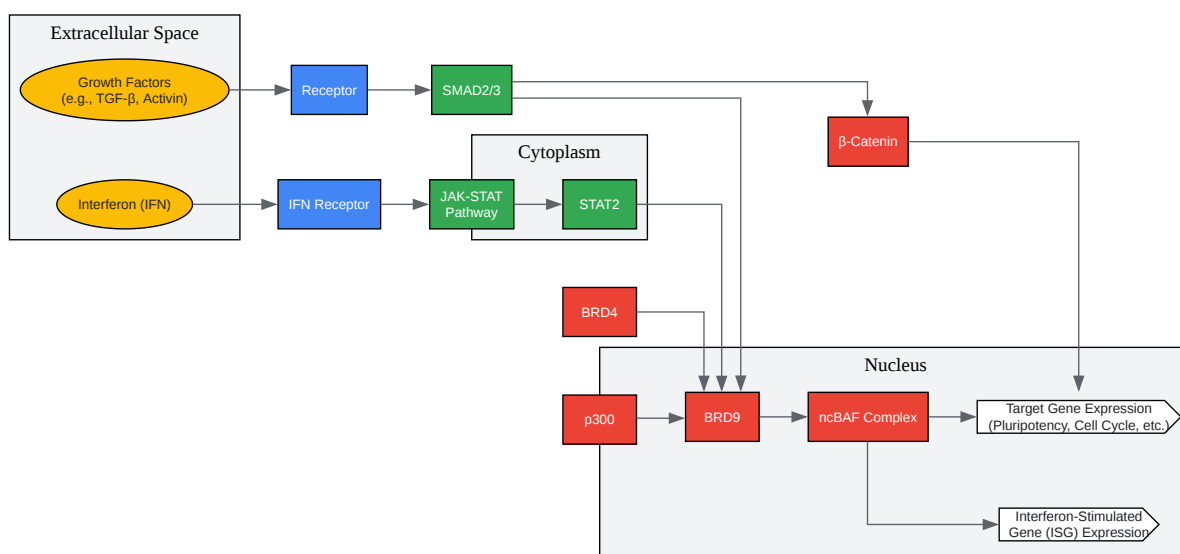 Extracellular Space
Growth Factors
(e.g., TGF-β, Activin)
Receptor
SMAD2/3
β-Catenin
Cytoplasm
Interferon (IFN)
IFN Receptor
JAK-STAT
Pathway
STAT2
BRD4
Nucleus
p300
BRD9
ncBAF Complex
Target Gene Expression
(Pluripotency, Cell Cycle, etc.)
Interferon-Stimulated
Gene (ISG) Expression